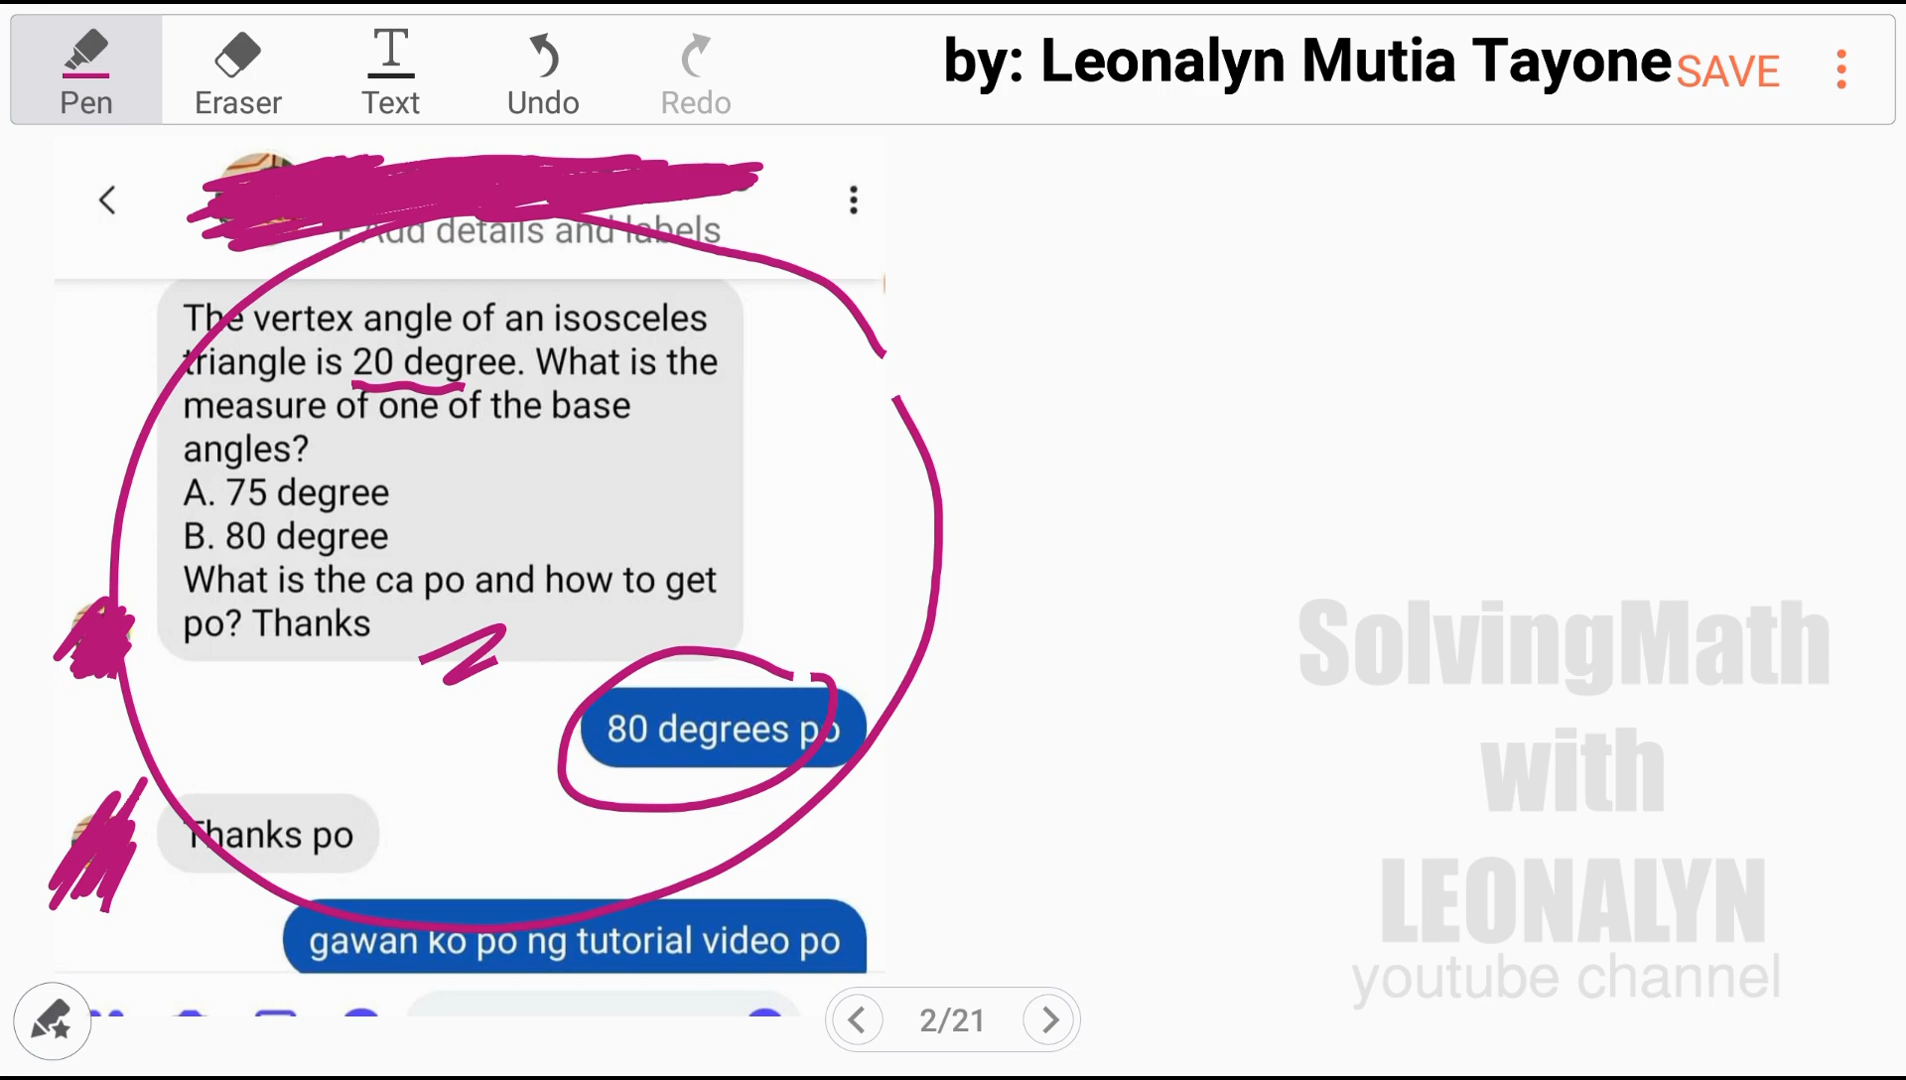 by: Leonalyn Mutia Tayone
SAVE
Pen
Eraser
Text
Undo
Redo
+ Add details and labels
The vertex angle of an isosceles
triangle is 20 degree. What is the
measure of one of the base
angles?
A. 75 degree
B. 80 degree
What is the ca po and how to get
po? Thanks
80 degrees po
Thanks po
gawan ko po ng tutorial video po
SolvingMath
with
LEONALYN
youtube channel
2/21